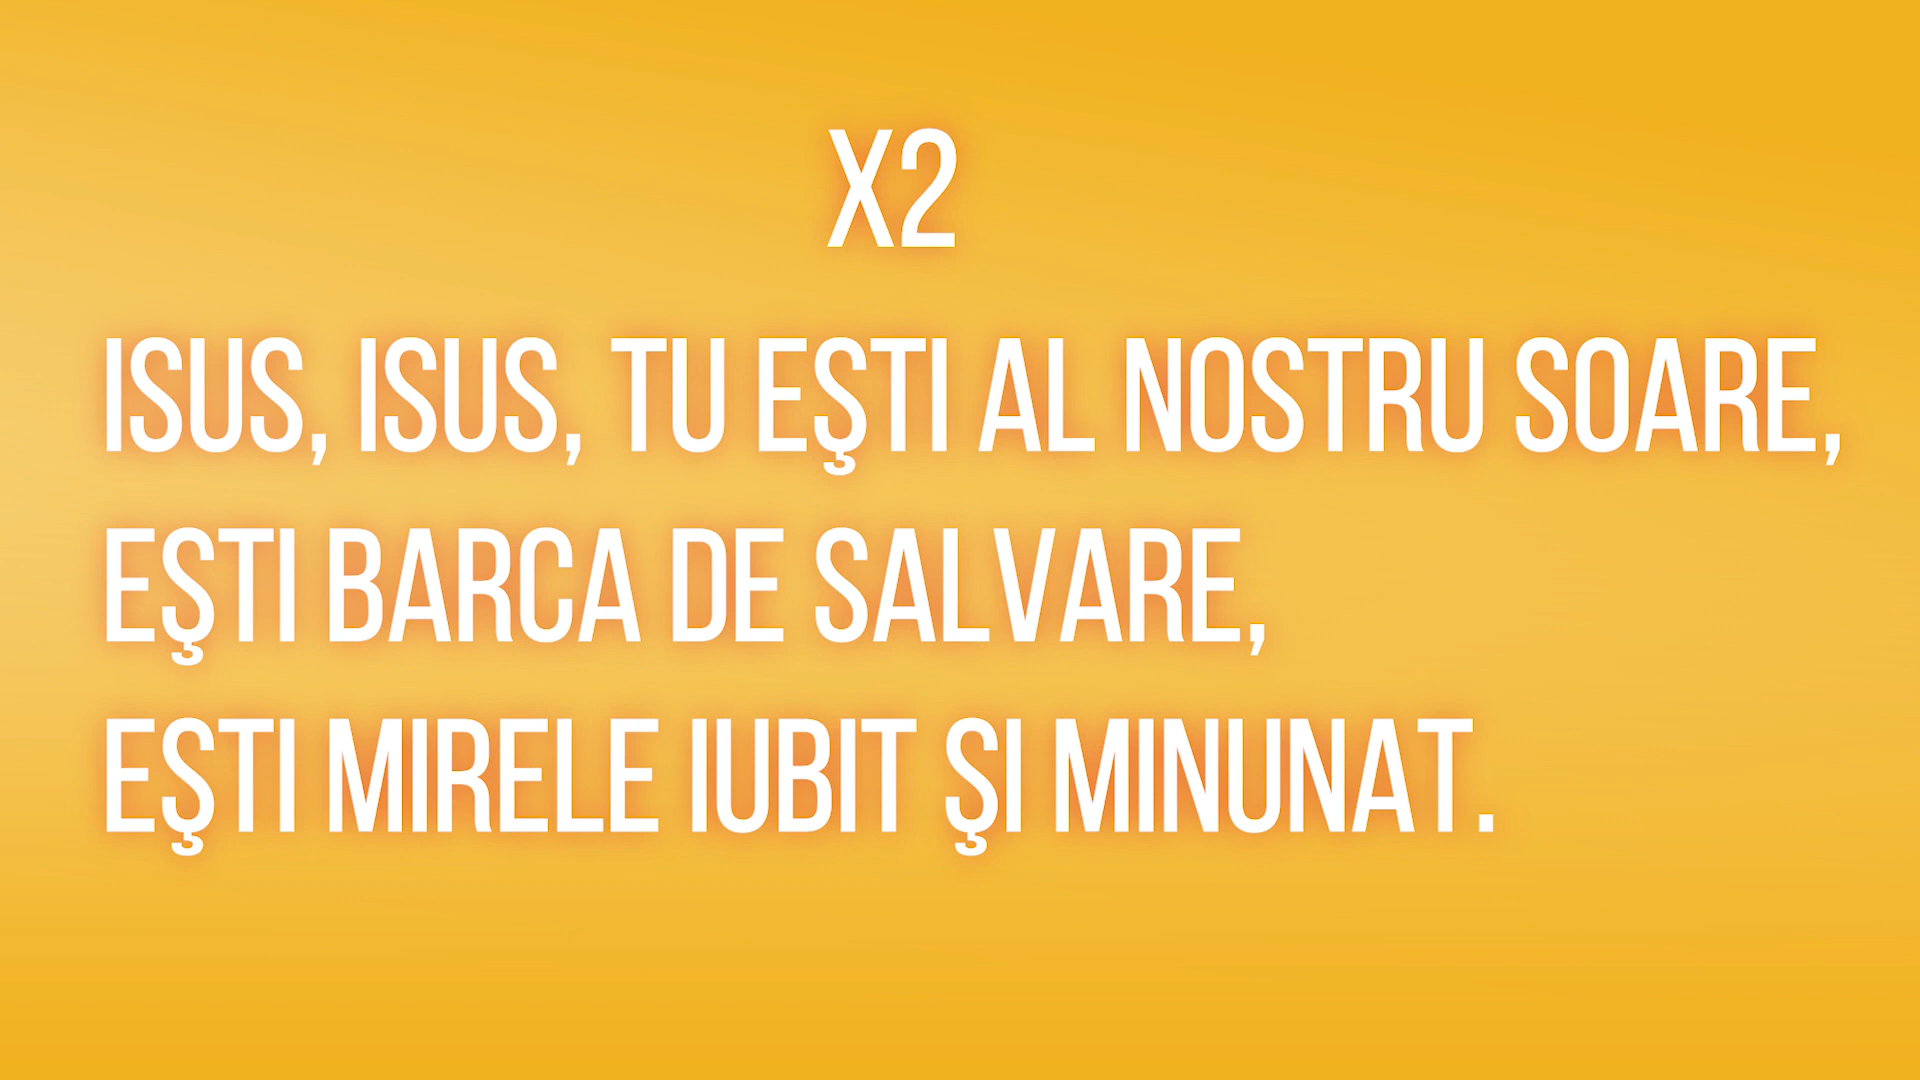 X2
ISUS, ISUS, TU EŞTI AL NOSTRU SOARE,
EŞTI BARCA DE SALVARE,
EŞTI MIRELE IUBIT ŞI MINUNAT.